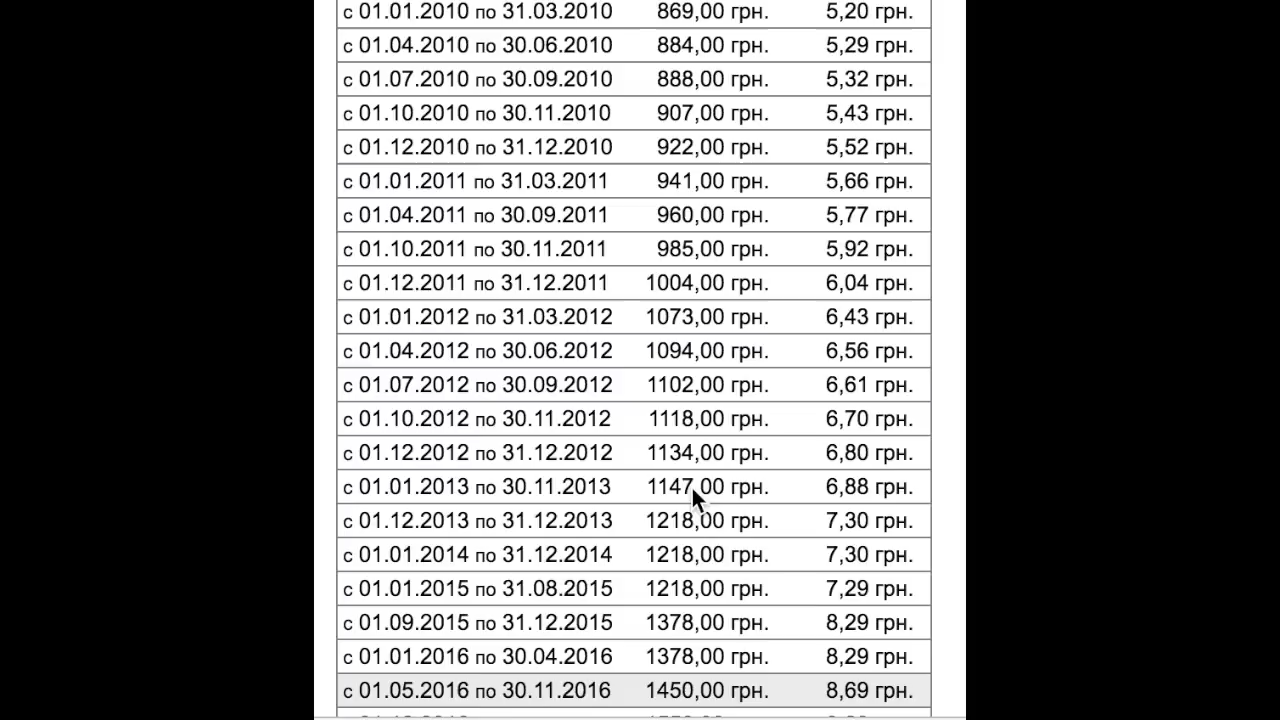 с 01.01.2010 по 31.03.2010 869,00 грн. 5,20 грн.
с 01.04.2010 по 30.06.2010 884,00 грн. 5,29 грн.
с 01.07.2010 по 30.09.2010 888,00 грн. 5,32 грн.
с 01.10.2010 по 30.11.2010 907,00 грн. 5,43 грн.
с 01.12.2010 по 31.12.2010 922,00 грн. 5,52 грн.
с 01.01.2011 по 31.03.2011 941,00 грн. 5,66 грн.
с 01.04.2011 по 30.09.2011 960,00 грн. 5,77 грн.
с 01.10.2011 по 30.11.2011 985,00 грн. 5,92 грн.
с 01.12.2011 по 31.12.2011 1004,00 грн. 6,04 грн.
с 01.01.2012 по 31.03.2012 1073,00 грн. 6,43 грн.
с 01.04.2012 по 30.06.2012 1094,00 грн. 6,56 грн.
с 01.07.2012 по 30.09.2012 1102,00 грн. 6,61 грн.
с 01.10.2012 по 30.11.2012 1118,00 грн. 6,70 грн.
с 01.12.2012 по 31.12.2012 1134,00 грн. 6,80 грн.
с 01.01.2013 по 30.11.2013 1147,00 грн. 6,88 грн.
с 01.12.2013 по 31.12.2013 1218,00 грн. 7,30 грн.
с 01.01.2014 по 31.12.2014 1218,00 грн. 7,30 грн.
с 01.01.2015 по 31.08.2015 1218,00 грн. 7,29 грн.
с 01.09.2015 по 31.12.2015 1378,00 грн. 8,29 грн.
с 01.01.2016 по 30.04.2016 1378,00 грн. 8,29 грн.
с 01.05.2016 по 30.11.2016 1450,00 грн. 8,69 грн.